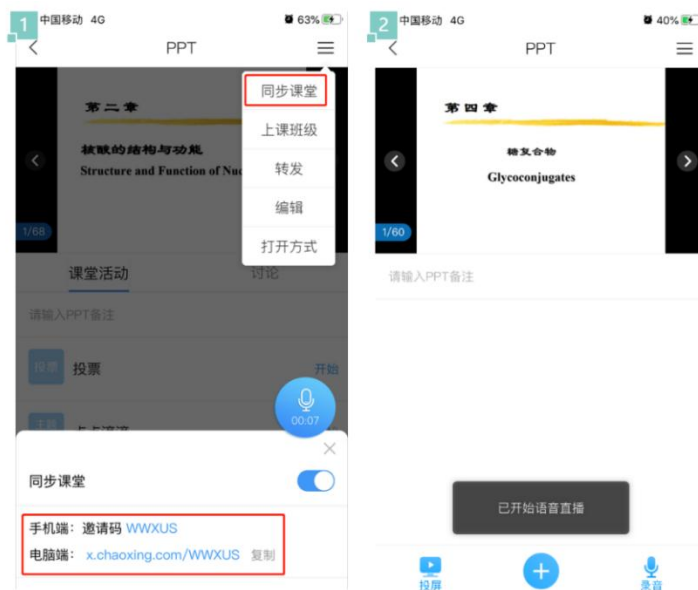 1
中国移动 4G
63%
PPT
第二章
核酸的结构与功能
Structure and Function of Nuc
1/68
同步课堂
上课班级
转发
编辑
打开方式
课堂活动
讨论
请输入PPT备注
投票
投票
开始
00:07
同步课堂
手机端：邀请码 WWXUS
电脑端： x.chaoxing.com/WWXUS 复制
2
中国移动 4G
40%
PPT
第四章
糖复合物
Glycoconjugates
1/60
请输入PPT备注
已开始语音直播
投屏
录音